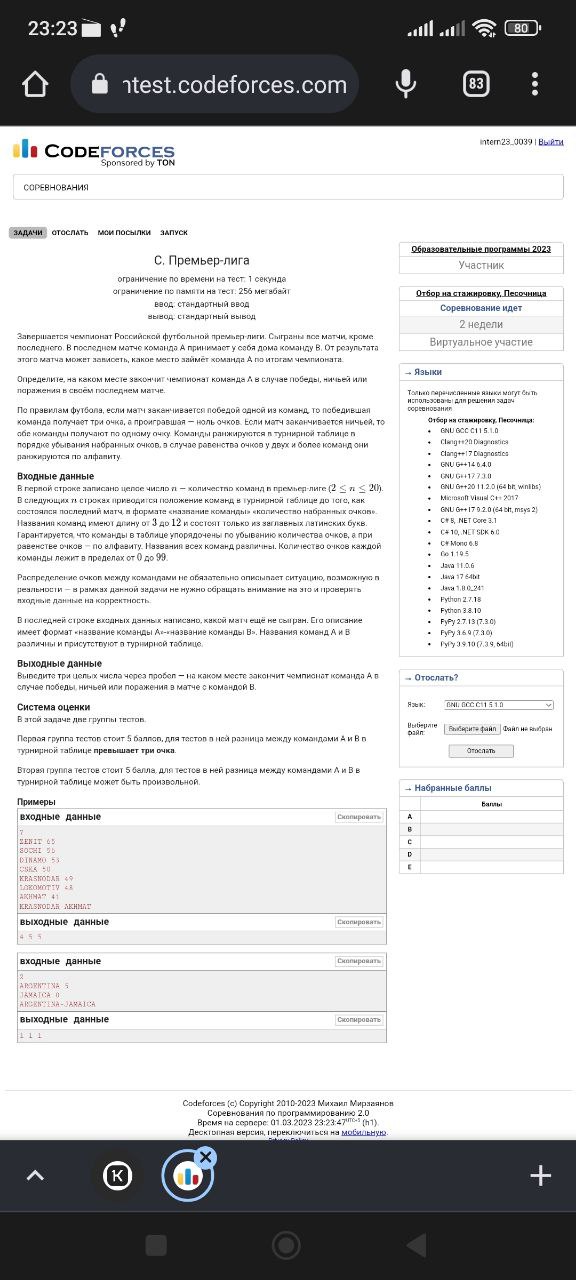 23:23
80
ntest.codeforces.com
83
CODEFORCES
Sponsored by TON
intern23_0039 | Выйти
СОРЕВНОВАНИЯ
ЗАДАЧИ ОТОСЛАТЬ МОИ ПОСЫЛКИ ЗАПУСК
C. Премьер-лига
ограничение по времени на тест: 1 секунда
ограничение по памяти на тест: 256 мегабайт
ввод: стандартный ввод
вывод: стандартный вывод
Завершается чемпионат Российской футбольной премьер-лиги. Сыграны все матчи, кроме
последнего. В последнем матче команда A принимает у себя дома команду B. От результата
этого матча может зависеть, какое место займёт команда A по итогам чемпионата.
Определите, на каком месте закончит чемпионат команда A в случае победы, ничьей или
поражения в своём последнем матче.
По правилам футбола, если матч заканчивается победой одной из команд, то победившая
команда получает три очка, а проигравшая — ноль очков. Если матч заканчивается ничьей, то
обе команды получают по одному очку. Команды ранжируются в турнирной таблице в
порядке убывания набранных очков, в случае равенства очков у двух и более команд они
ранжируются по алфавиту.
Входные данные
В первой строке записано целое число n — количество команд в премьер-лиге (2 ≤ n ≤ 20).
В следующих n строках приводится положение команд в турнирной таблице до того, как
состоялся последний матч, в формате «название команды» «количество набранных очков».
Названия команд имеют длину от 3 до 12 и состоят только из заглавных латинских букв.
Гарантируется, что команды в таблице упорядочены по убыванию количества очков, а при
равенстве очков — по алфавиту. Названия всех команд различны. Количество очков каждой
команды лежит в пределах от 0 до 99.
Распределение очков между командами не обязательно описывает ситуацию, возможную в
реальности — в рамках данной задачи не нужно обращать внимание на это и проверять
входные данные на корректность.
В последней строке входных данных написано, какой матч ещё не сыгран. Его описание
имеет формат «название команды A»-«название команды B». Названия команд A и B
различны и присутствуют в турнирной таблице.
Выходные данные
Выведите три целых числа через пробел — на каком месте закончит чемпионат команда A в
случае победы, ничьей или поражения в матче с командой B.
Система оценки
В этой задаче две группы тестов.
Первая группа тестов стоит 5 баллов, для тестов в ней разница между командами A и B в
турнирной таблице превышает три очка.
Вторая группа тестов стоит 5 балла, для тестов в ней разница между командами A и B в
турнирной таблице может быть произвольной.
Примеры
входные данные
Скопировать
7
ZENIT 65
SOCHI 56
DINAMO 53
CSKA 50
KRASNODAR 49
LOKOMOTIV 48
AKHMAT 41
KRASNODAR-AKHMAT
выходные данные
Скопировать
4 5 5
входные данные
Скопировать
2
ARGENTINA 5
JAMAICA 0
ARGENTINA-JAMAICA
выходные данные
Скопировать
1 1 1
Образовательные программы 2023
Участник
Отбор на стажировку, Песочница
Соревнование идет
2 недели
Виртуальное участие
→ Языки
Только перечисленные языки могут быть
использованы для решения задач
соревнования
Отбор на стажировку, Песочница:
GNU GCC C11 5.1.0
Clang++20 Diagnostics
Clang++17 Diagnostics
GNU G++14 6.4.0
GNU G++17 7.3.0
GNU G++20 11.2.0 (64 bit, winlibs)
Microsoft Visual C++ 2017
GNU G++17 9.2.0 (64 bit, msys 2)
C# 8, .NET Core 3.1
C# 10, .NET SDK 6.0
C# Mono 6.8
Go 1.19.5
Java 11.0.6
Java 17 64bit
Java 1.8.0_241
Python 2.7.18
Python 3.8.10
PyPy 2.7.13 (7.3.0)
PyPy 3.6.9 (7.3.0)
PyPy 3.9.10 (7.3.9, 64bit)
→ Отослать?
Язык: GNU GCC C11 5.1.0
Выберите
файл: Выберите файл Файл не выбран
Отослать
→ Набранные баллы
Баллы
A
B
C
D
E
Codeforces (c) Copyright 2010-2023 Михаил Мирзаянов
Соревнования по программированию 2.0
Время на сервере: 01.03.2023 23:23:47 (h1).
Десктопная версия, переключиться на мобильную.
Privacy Policy
K